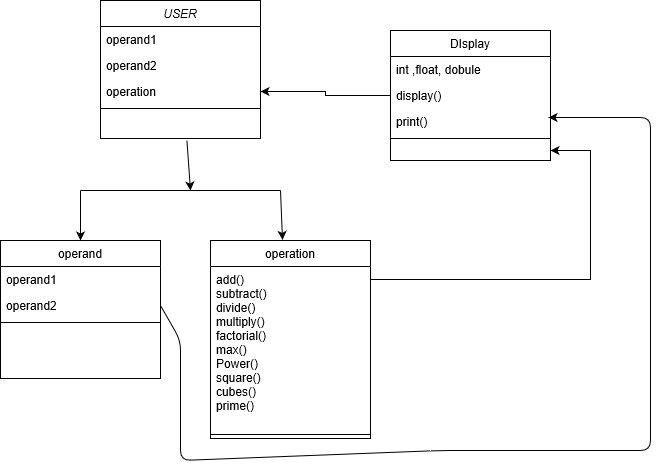 USER
operand1
operand2
operation
DIsplay
int ,float, dobule
display()
print()
operand
operand1
operand2
operation
add()
subtract()
divide()
multiply()
factorial()
max()
Power()
square()
cubes()
prime()